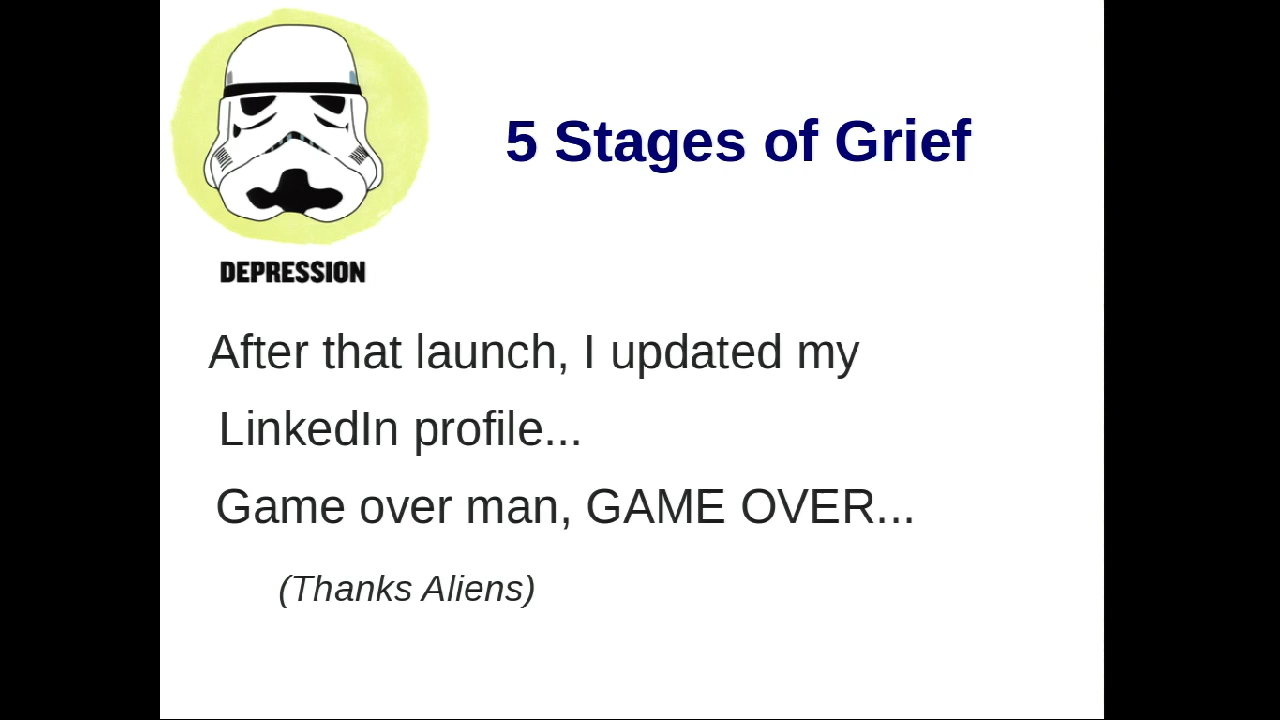 5 Stages of Grief
DEPRESSION
After that launch, I updated my
LinkedIn profile...
Game over man, GAME OVER...
(Thanks Aliens)